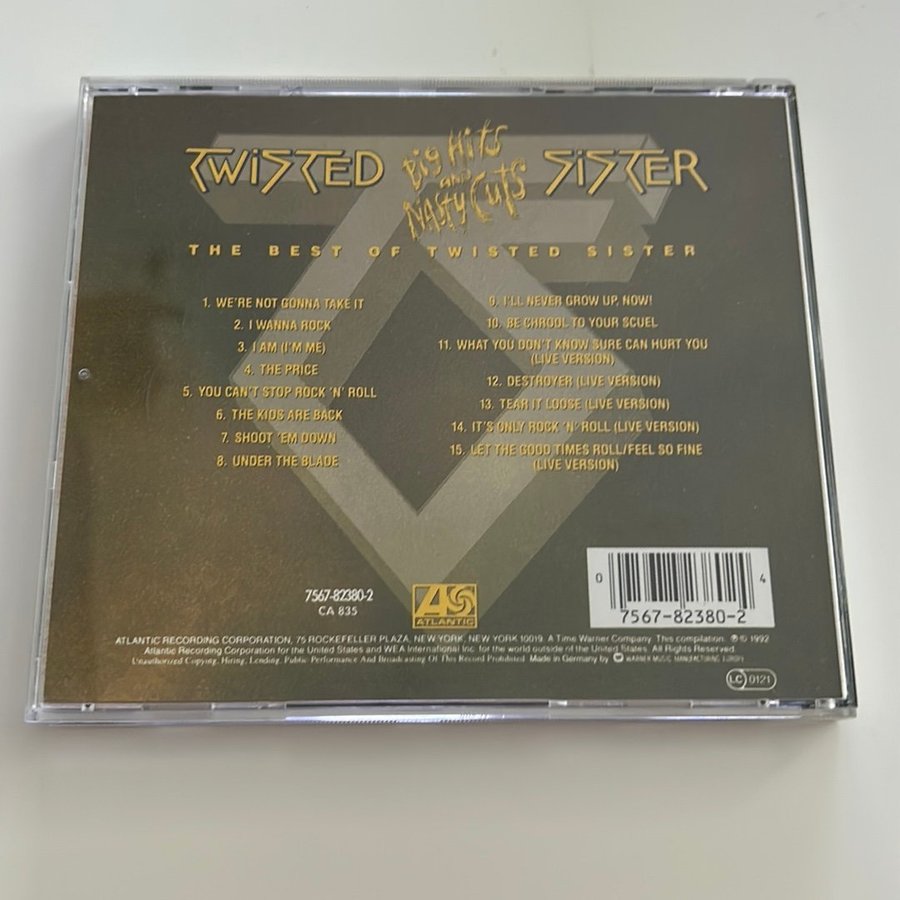 TWiSTED Big Hits and Nasty Cuts SiSTER
THE BEST OF TWISTED SISTER
1. WE'RE NOT GONNA TAKE IT
2. I WANNA ROCK
3. I AM (I'M ME)
4. THE PRICE
5. YOU CAN'T STOP ROCK 'N' ROLL
6. THE KIDS ARE BACK
7. SHOOT 'EM DOWN
8. UNDER THE BLADE
9. I'LL NEVER GROW UP, NOW!
10. BE CHROOL TO YOUR SCUEL
11. WHAT YOU DON'T KNOW SURE CAN HURT YOU
(LIVE VERSION)
12. DESTROYER (LIVE VERSION)
13. TEAR IT LOOSE (LIVE VERSION)
14. IT'S ONLY ROCK 'N' ROLL (LIVE VERSION)
15. LET THE GOOD TIMES ROLL/FEEL SO FINE
(LIVE VERSION)
7567-82380-2
CA 835
ATLANTIC
0 4
7567-82380-2
ATLANTIC RECORDING CORPORATION, 75 ROCKEFELLER PLAZA, NEW YORK, NEW YORK 10019. A Time Warner Company. This compilation: ℗© 1992
Atlantic Recording Corporation for the United States and WEA International Inc. for the world outside of the United States. All Rights Reserved.
Unauthorized Copying, Hiring, Lending, Public Performance And Broadcasting Of This Record Prohibited. Made in Germany by WARNER MUSIC MANUFACTURING EUROPE
LC 0121